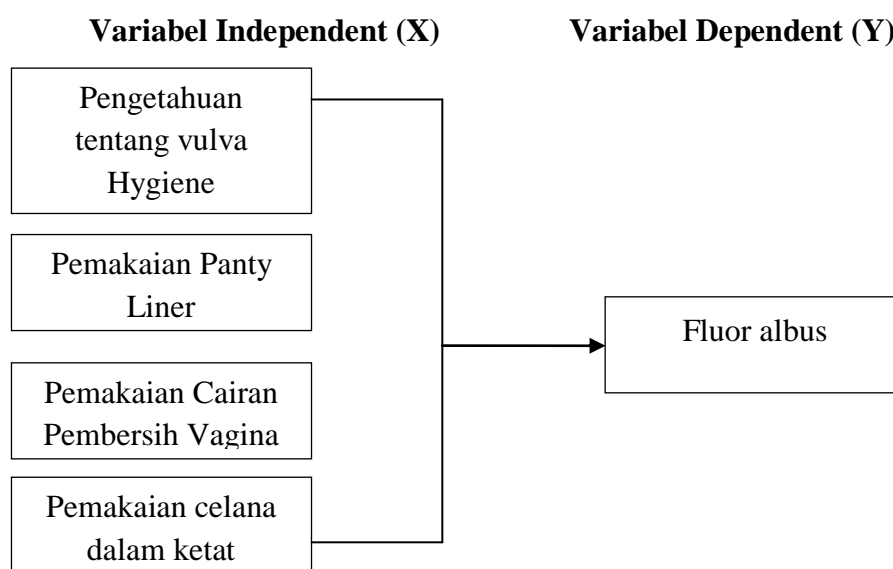 Variabel Independent (X)
Variabel Dependent (Y)
Pengetahuan
tentang vulva
Hygiene
Pemakaian Panty
Liner
Pemakaian Cairan
Pembersih Vagina
Pemakaian celana
dalam ketat
Fluor albus